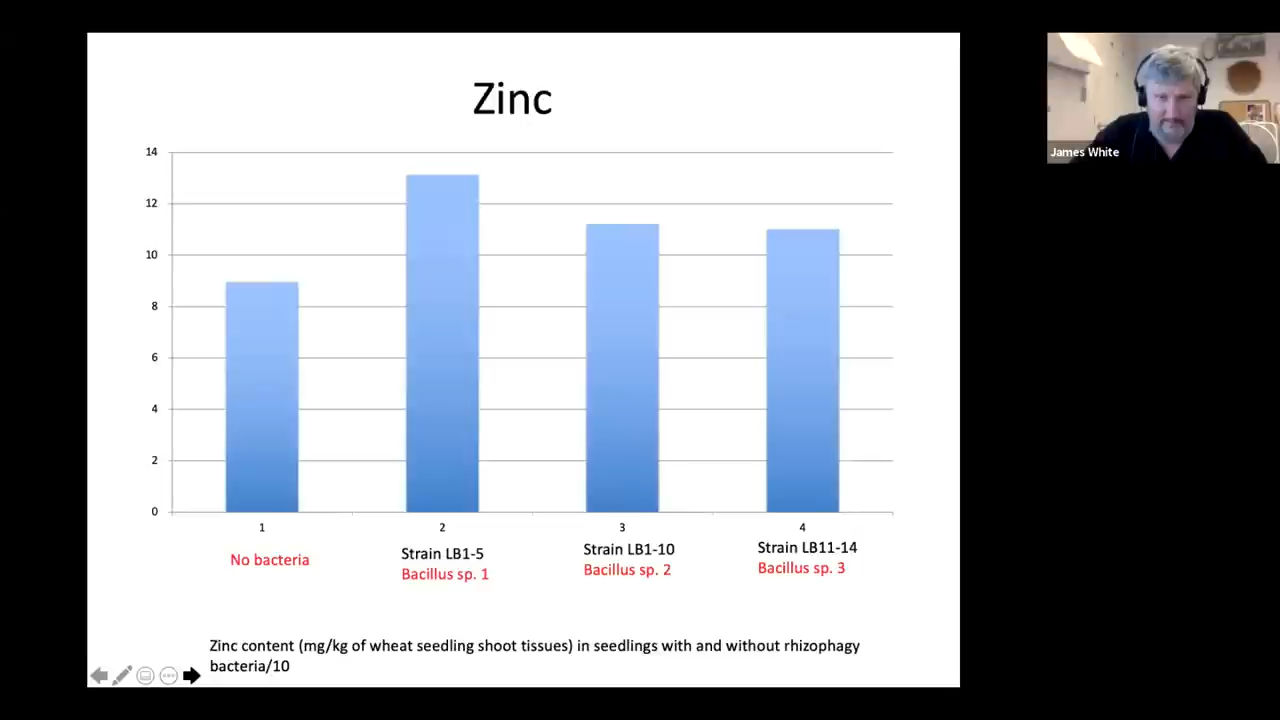 Zinc
14
12
10
8
6
4
2
0
1
2
3
4
No bacteria
Strain LB1-5
Bacillus sp. 1
Strain LB1-10
Bacillus sp. 2
Strain LB11-14
Bacillus sp. 3
Zinc content (mg/kg of wheat seedling shoot tissues) in seedlings with and without rhizophagy
bacteria/10
James White